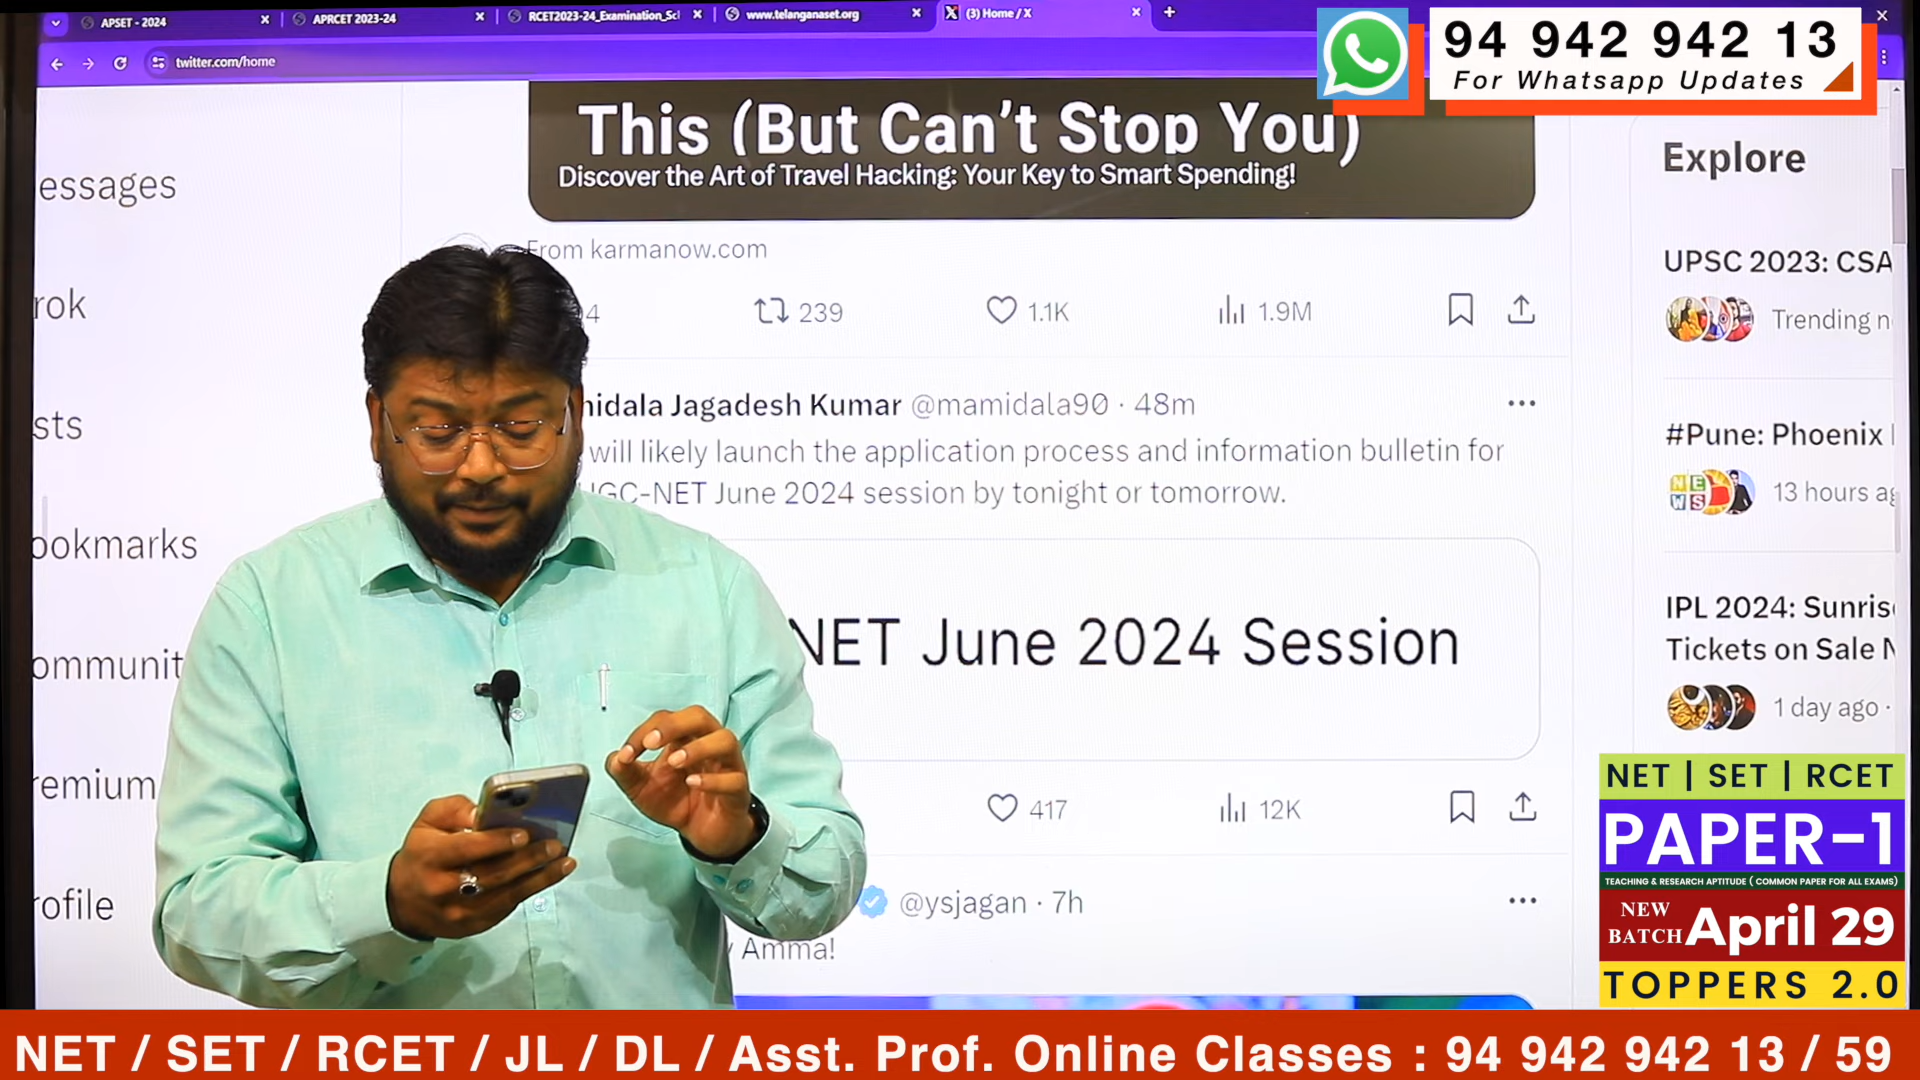 APSET - 2024
APRCET 2023-24
RCET2023-24_Examination_Scl
www.telanganaset.org
(3) Home / X
twitter.com/home
94 942 942 13
For Whatsapp Updates
This (But Can't Stop You)
Discover the Art of Travel Hacking: Your Key to Smart Spending!
From karmanow.com
4
239
1.1K
1.9M
essages
rok
sts
ookmarks
ommunit
remium
rofile
nidala Jagadesh Kumar @mamidala90 · 48m
will likely launch the application process and information bulletin for
UGC-NET June 2024 session by tonight or tomorrow.
NET June 2024 Session
417
12K
@ysjagan · 7h
Amma!
Explore
UPSC 2023: CSA
Trending n
#Pune: Phoenix
13 hours ag
NEWS
IPL 2024: Sunris
Tickets on Sale N
1 day ago ·
NET | SET | RCET
PAPER-1
TEACHING & RESEARCH APTITUDE ( COMMON PAPER FOR ALL EXAMS)
NEW
BATCH
April 29
TOPPERS 2.0
NET / SET / RCET / JL / DL / Asst. Prof. Online Classes : 94 942 942 13 / 59